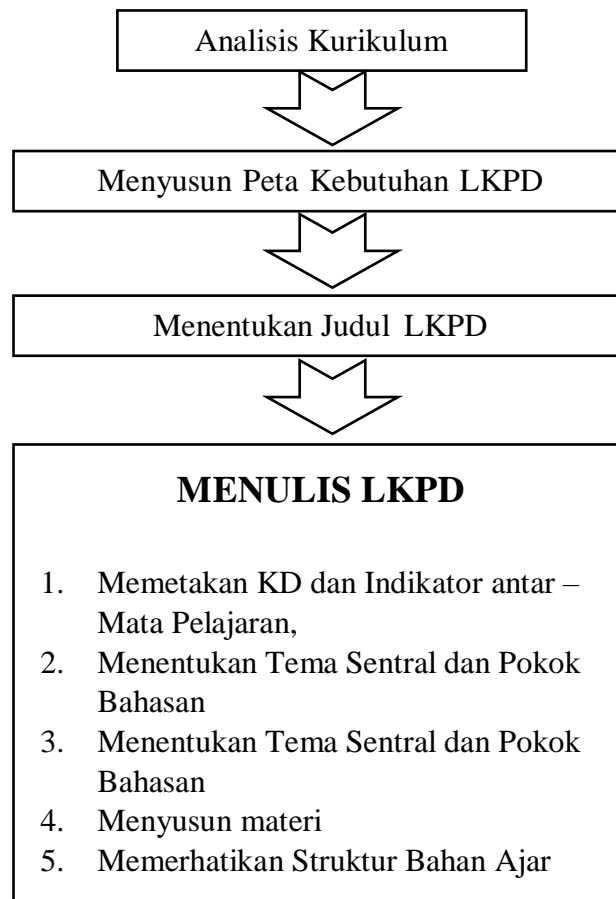 Analisis Kurikulum
Menyusun Peta Kebutuhan LKPD
Menentukan Judul LKPD
MENULIS LKPD
1. Memetakan KD dan Indikator antar –
Mata Pelajaran,
2. Menentukan Tema Sentral dan Pokok
Bahasan
3. Menentukan Tema Sentral dan Pokok
Bahasan
4. Menyusun materi
5. Memerhatikan Struktur Bahan Ajar